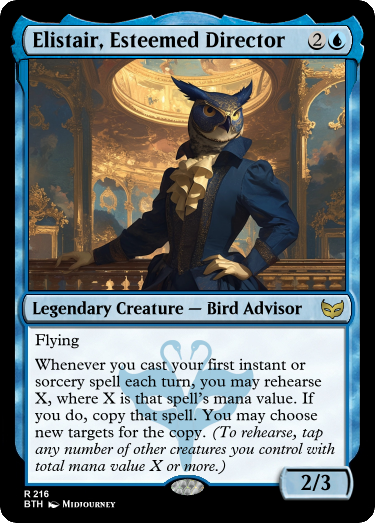 Elistair, Esteemed Director 2
Legendary Creature — Bird Advisor
Flying
Whenever you cast your first instant or
sorcery spell each turn, you may rehearse
X, where X is that spell's mana value. If
you do, copy that spell. You may choose
new targets for the copy. (To rehearse, tap
any number of other creatures you control with
total mana value X or more.)
2/3
R 216
BTH Midjourney